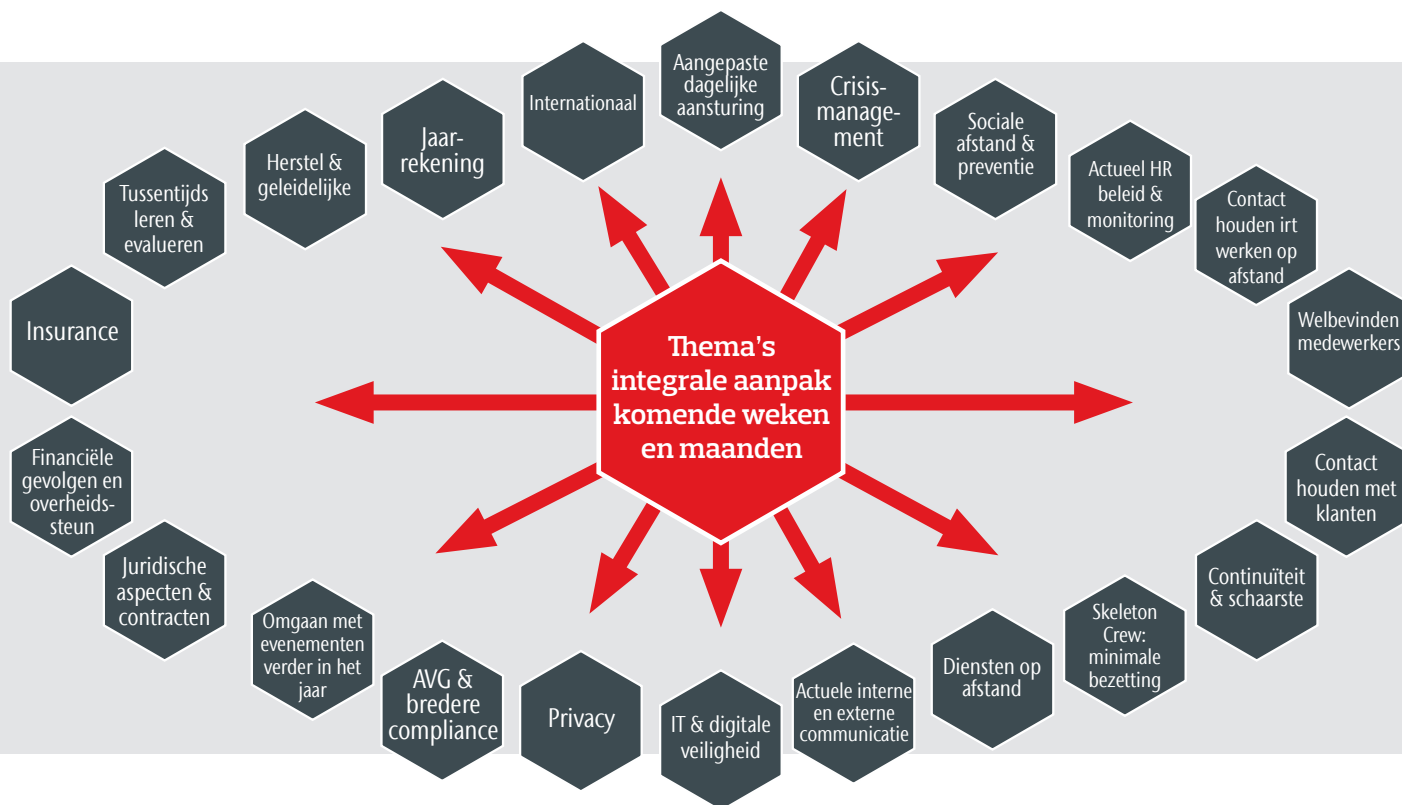 Aangepaste
dagelijke
aansturing
Crisis-
manage-
ment
Sociale
afstand &
preventie
Actueel HR
beleid &
monitoring
Contact
houden irt
werken op
afstand
Welbevinden
medewerkers
Contact
houden met
klanten
Continuïteit
& schaarste
Skeleton
Crew:
minimale
bezetting
Diensten op
afstand
Actuele interne
en externe
communicatie
IT & digitale
veiligheid
Privacy
AVG &
bredere
compliance
Omgaan met
evenementen
verder in het
jaar
Juridische
aspecten &
contracten
Financiële
gevolgen en
overheids-
steun
Insurance
Tussentijds
leren &
evalueren
Herstel &
geleidelijke
Jaar-
rekening
Internationaal
Thema's
integrale aanpak
komende weken
en maanden